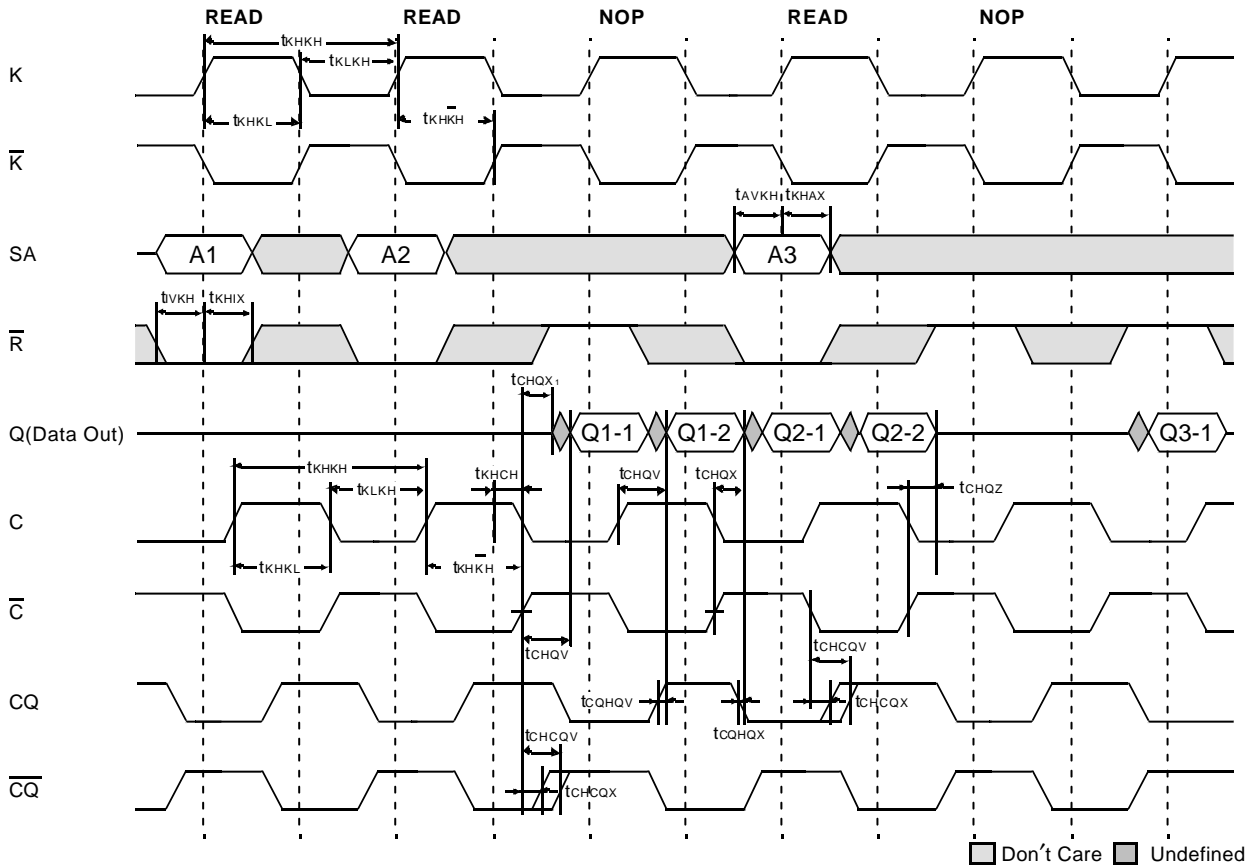 READ READ NOP READ NOP
tKHKH
tKLKH
K
tKHKL tKHK̅H
K̅
tAVKH tKHAX
SA A1 A2 A3
tIVKH tKHIX
R̅
tCHQX1
Q(Data Out) Q1-1 Q1-2 Q2-1 Q2-2 Q3-1
tKHKH tKHCH tCHQV tCHQX
tKLKH tCHQZ
C
tKHKL tKHK̅H
C̅
tCHQV tCHCQV
CQ tCQHQV tCHCQX
tCQHQX
tCHCQV
C̅Q̅ tCHCQX
Don′t Care Undefined